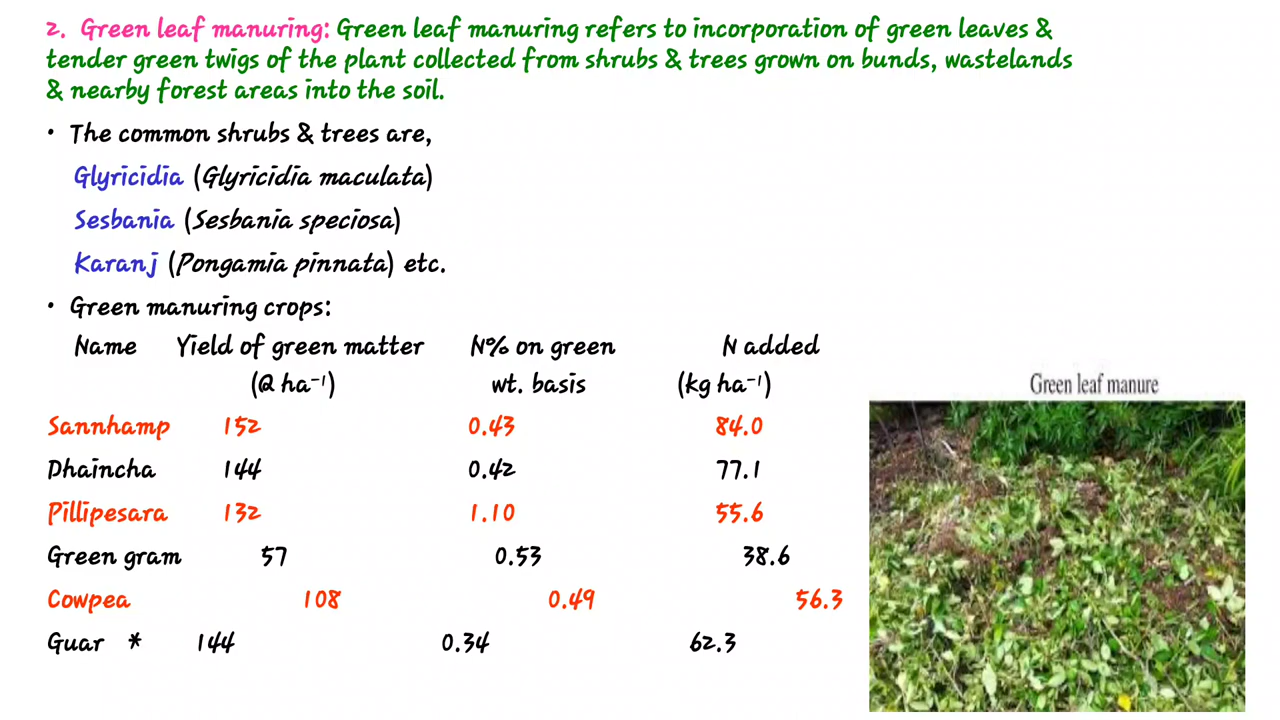 2. Green leaf manuring: Green leaf manuring refers to incorporation of green leaves &
tender green twigs of the plant collected from shrubs & trees grown on bunds, wastelands
& nearby forest areas into the soil.
• The common shrubs & trees are,
Glyricidia (Glyricidia maculata)
Sesbania (Sesbania speciosa)
Karanj (Pongamia pinnata) etc.
• Green manuring crops:
Name Yield of green matter N% on green N added
(Q ha⁻¹) wt. basis (kg ha⁻¹)
Sannhamp 152 0.43 84.0
Dhaincha 144 0.42 77.1
Pillipesara 132 1.10 55.6
Green gram 57 0.53 38.6
Cowpea 108 0.49 56.3
Guar * 144 0.34 62.3
Green leaf manure